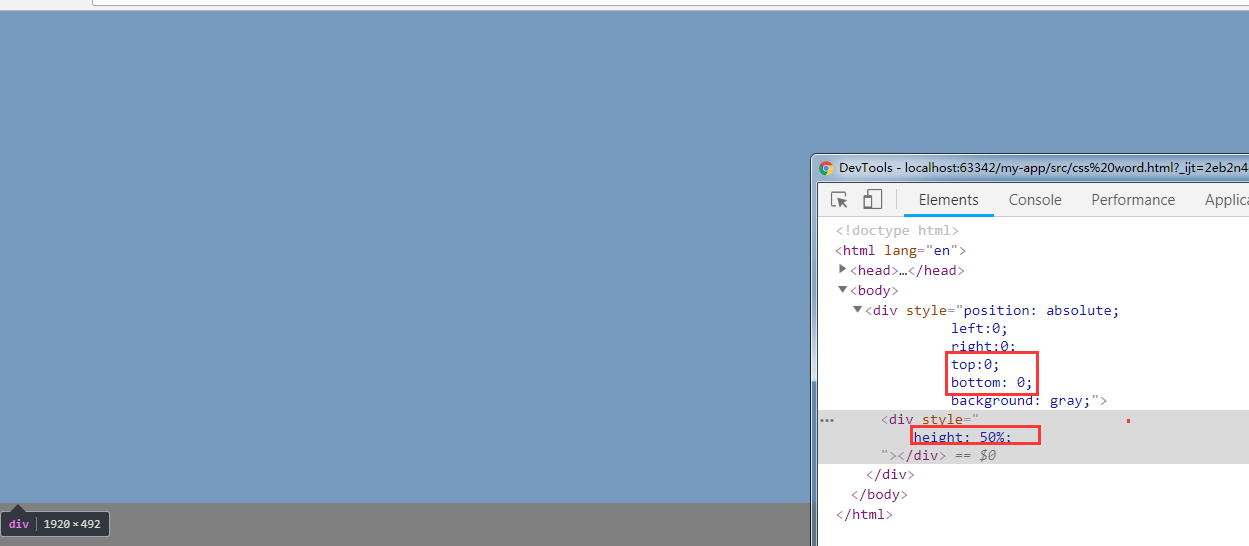 DevTools - localhost:63342/my-app/src/css%20word.html?_ijt=2eb2n4
Elements Console Performance Applica
<!doctype html>
<html lang="en">
<head>…</head>
<body>
<div style="position: absolute;
left:0;
right:0;
top:0;
bottom: 0;
background: gray;">
<div style="
height: 50%;
"></div> == $0
</div>
</body>
</html>
div 1920×492